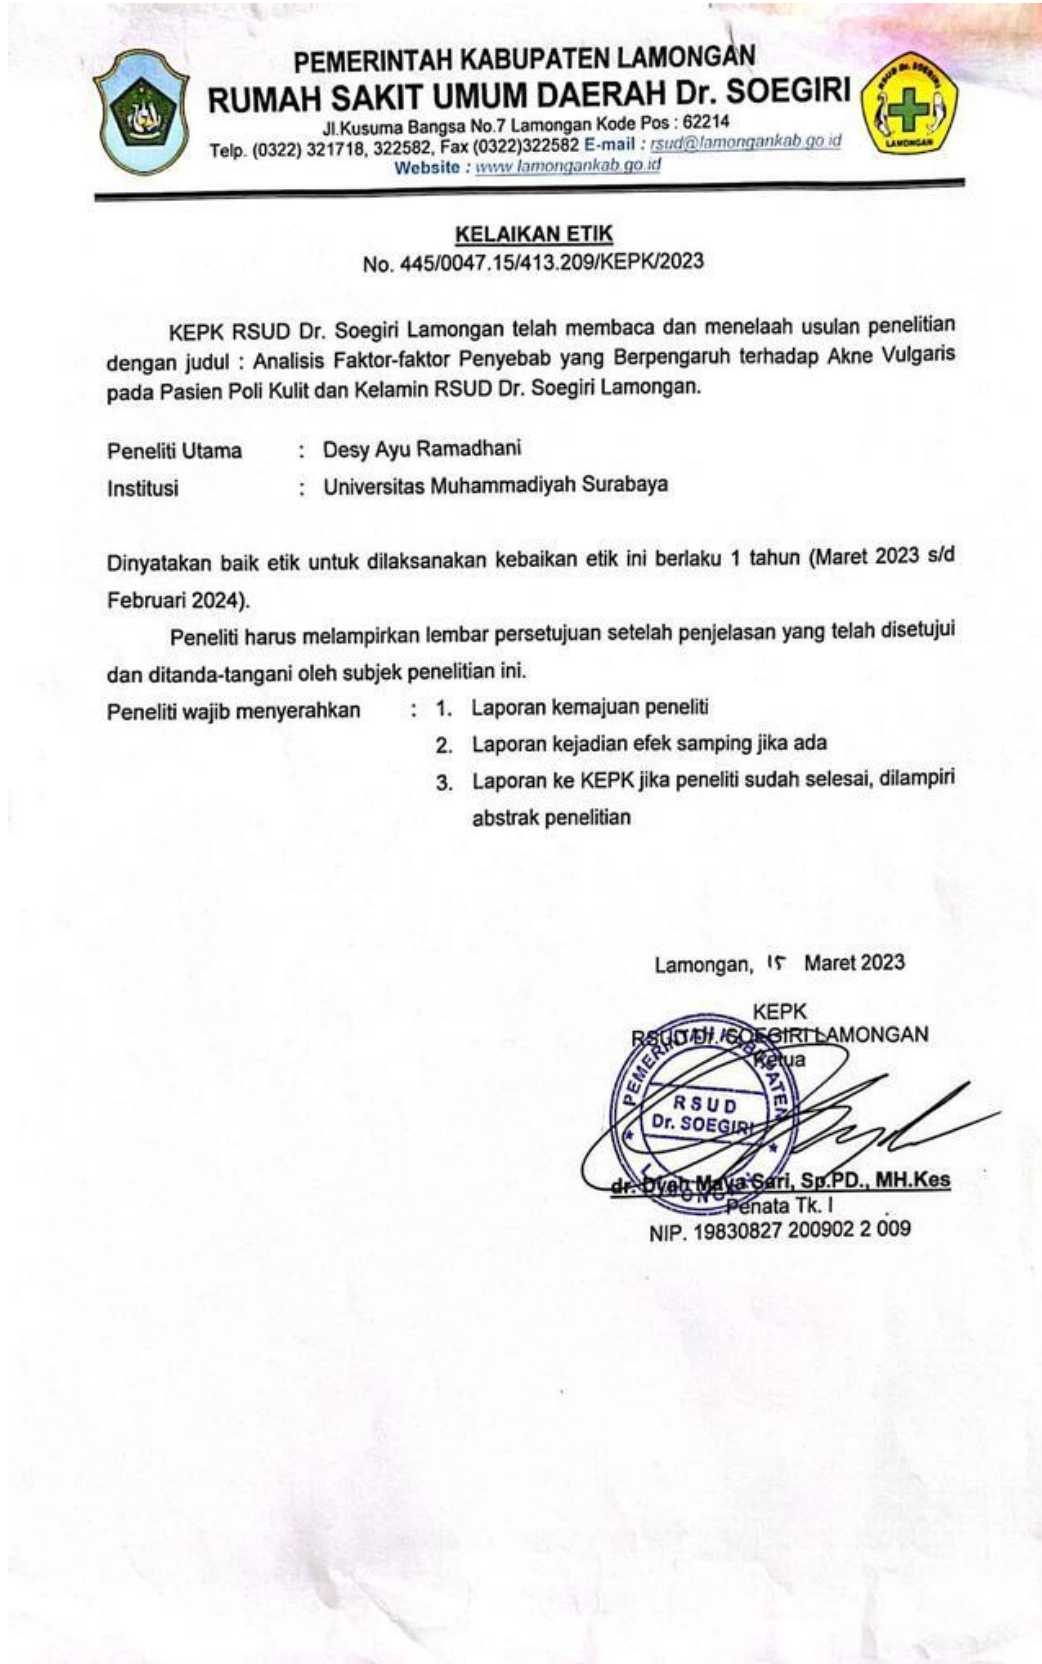 PEMERINTAH KABUPATEN LAMONGAN
RUMAH SAKIT UMUM DAERAH Dr. SOEGIRI
Jl.Kusuma Bangsa No.7 Lamongan Kode Pos : 62214
Telp. (0322) 321718, 322582, Fax (0322)322582 E-mail : rsud@lamongankab.go.id
Website : www.lamongankab.go.id
RSUD Dr. SOEGIRI
LAMONGAN
KELAIKAN ETIK
No. 445/0047.15/413.209/KEPK/2023
KEPK RSUD Dr. Soegiri Lamongan telah membaca dan menelaah usulan penelitian
dengan judul : Analisis Faktor-faktor Penyebab yang Berpengaruh terhadap Akne Vulgaris
pada Pasien Poli Kulit dan Kelamin RSUD Dr. Soegiri Lamongan.
Peneliti Utama : Desy Ayu Ramadhani
Institusi : Universitas Muhammadiyah Surabaya
Dinyatakan baik etik untuk dilaksanakan kebaikan etik ini berlaku 1 tahun (Maret 2023 s/d
Februari 2024).
Peneliti harus melampirkan lembar persetujuan setelah penjelasan yang telah disetujui
dan ditanda-tangani oleh subjek penelitian ini.
Peneliti wajib menyerahkan : 1. Laporan kemajuan peneliti
2. Laporan kejadian efek samping jika ada
3. Laporan ke KEPK jika peneliti sudah selesai, dilampiri
abstrak penelitian
Lamongan, 15 Maret 2023
KEPK
RSUD Dr. SOEGIRI LAMONGAN
Ketua
PEMERINTAH KABUPATEN
RSUD
Dr. SOEGIRI
LAMONGAN
dr. Dyah Maya Sari, Sp.PD., MH.Kes
Penata Tk. I
NIP. 19830827 200902 2 009